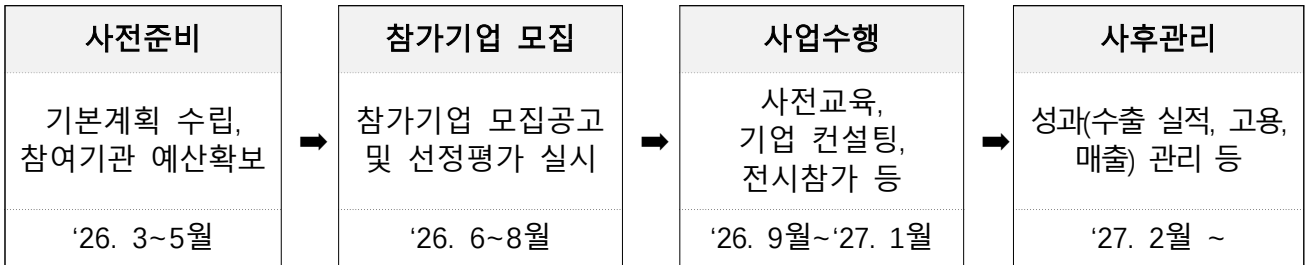 사전준비
기본계획 수립,
참여기관 예산확보
‘26. 3~5월
➡
참가기업 모집
참가기업 모집공고
및 선정평가 실시
‘26. 6~8월
➡
사업수행
사전교육,
기업 컨설팅,
전시참가 등
‘26. 9월~‘27. 1월
➡
사후관리
성과(수출 실적, 고용,
매출) 관리 등
‘27. 2월 ~